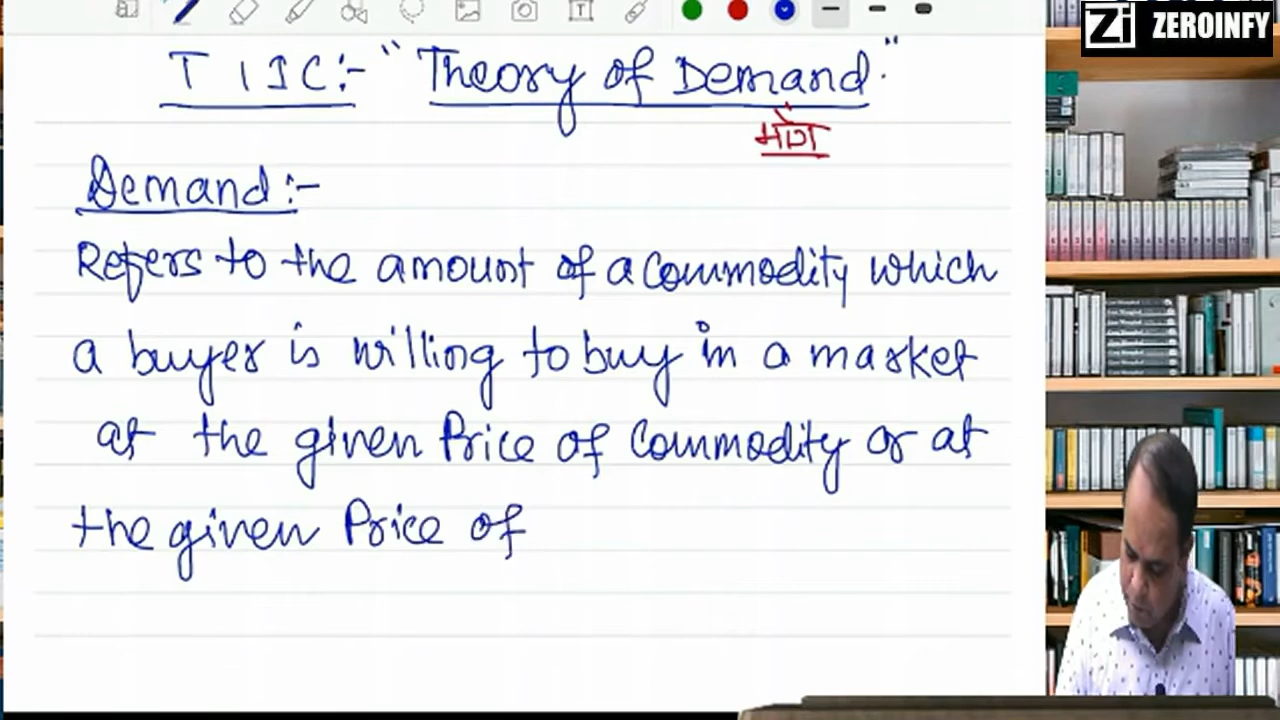 ZEROINFY
T I I C :- "Theory of Demand."
मांग
Demand :-
Refers to the amount of a commodity which
a buyer is willing to buy in a market
at the given Price of Commodity or at
the given Price of